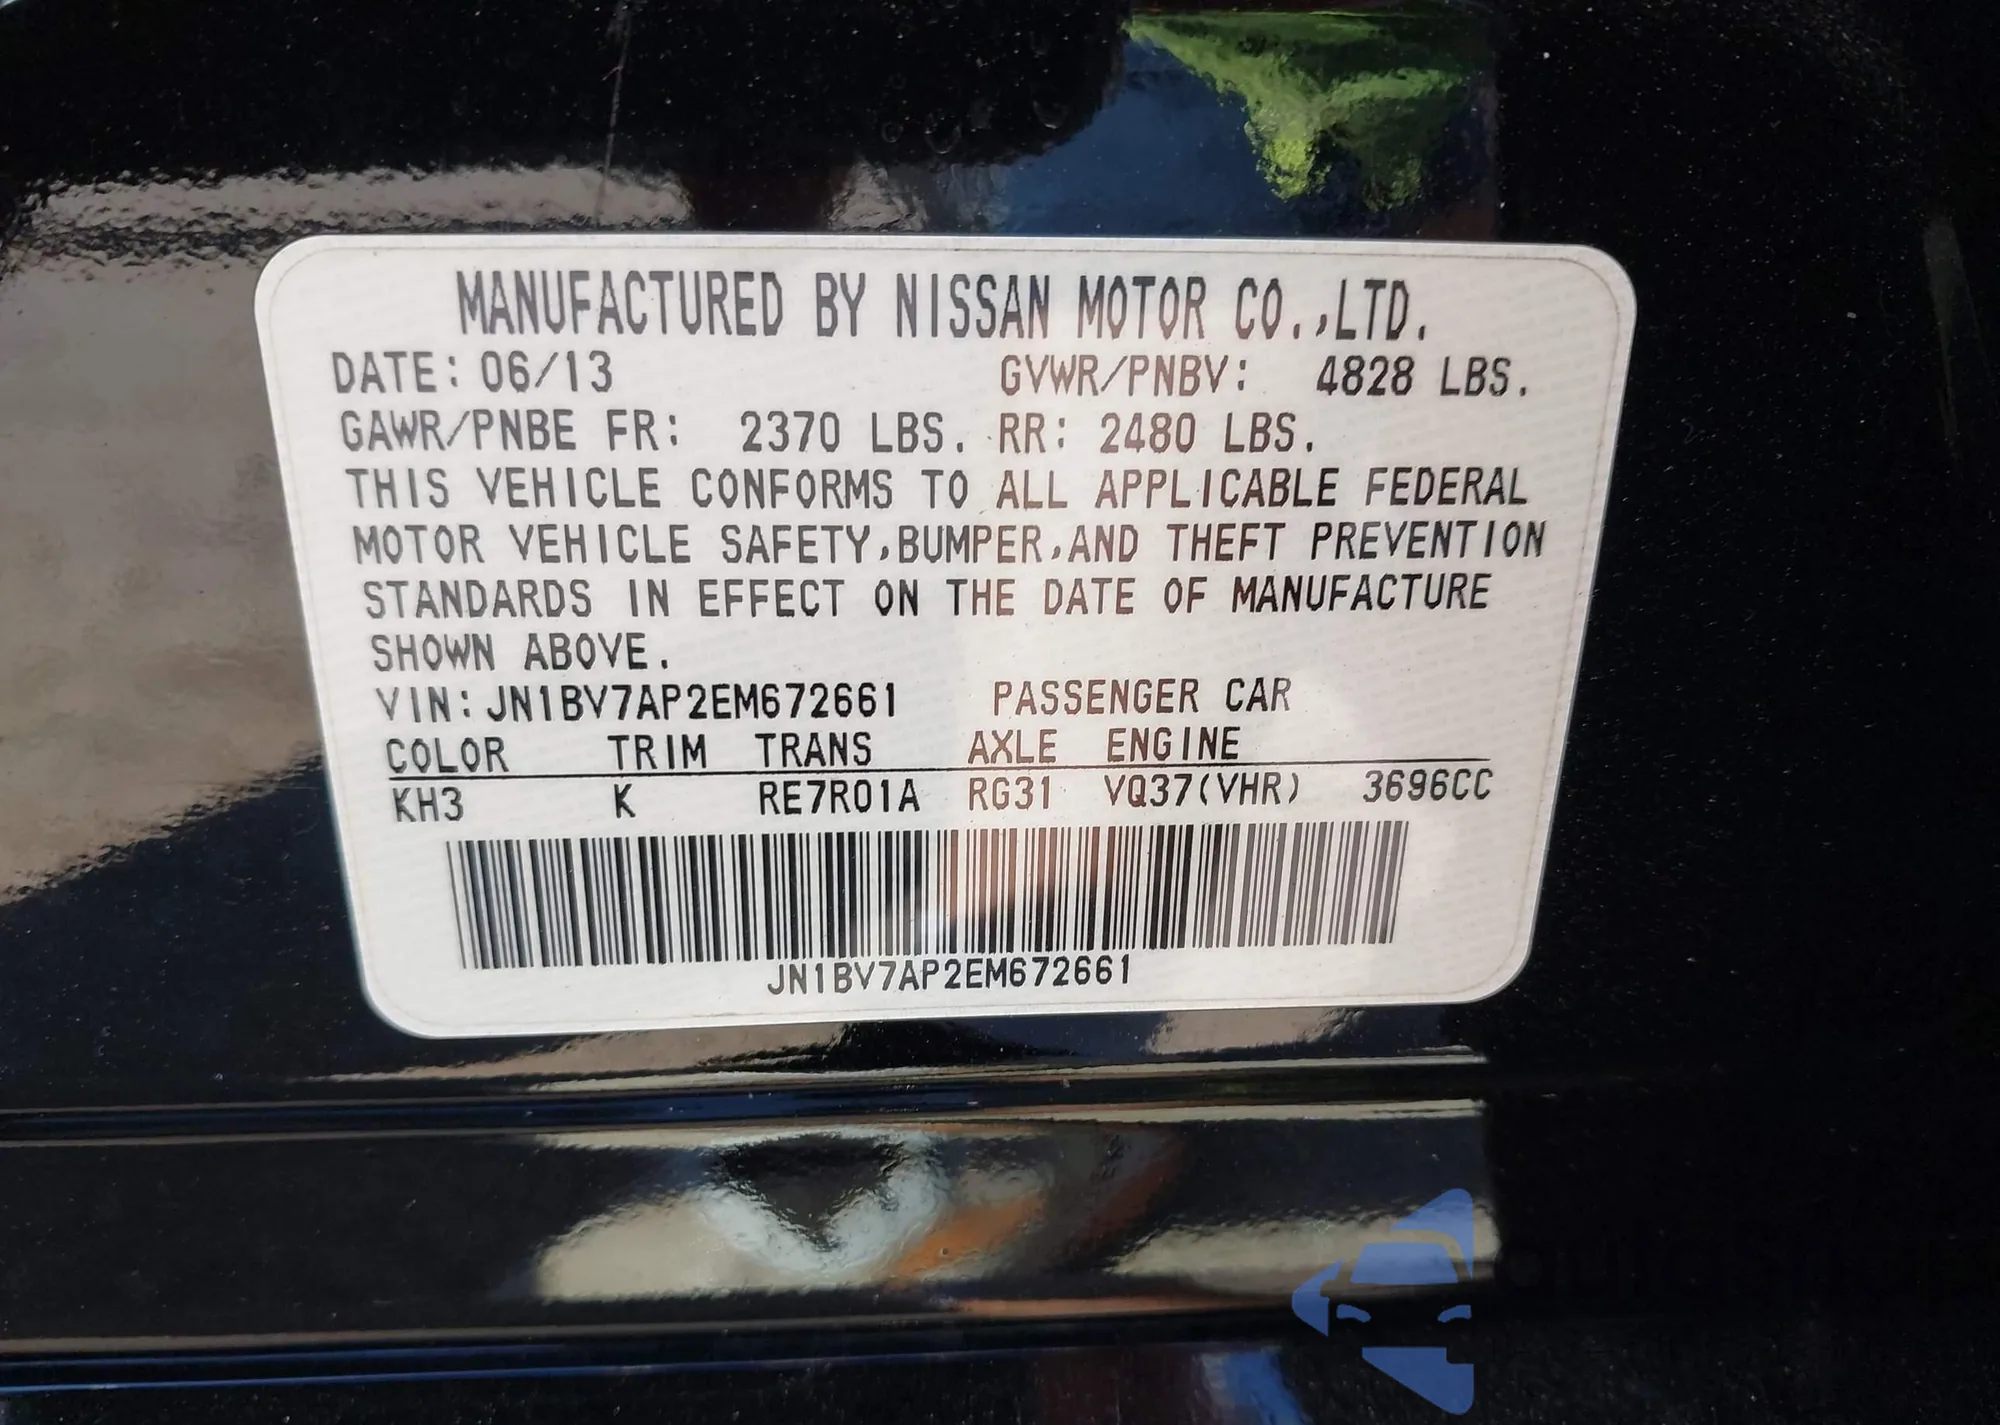 MANUFACTURED BY NISSAN MOTOR CO.,LTD.
DATE: 06/13 GVWR/PNBV: 4828 LBS.
GAWR/PNBE FR: 2370 LBS. RR: 2480 LBS.
THIS VEHICLE CONFORMS TO ALL APPLICABLE FEDERAL
MOTOR VEHICLE SAFETY,BUMPER,AND THEFT PREVENTION
STANDARDS IN EFFECT ON THE DATE OF MANUFACTURE
SHOWN ABOVE.
VIN: JN1BV7AP2EM672661 PASSENGER CAR
COLOR TRIM TRANS AXLE ENGINE
KH3 K RE7R01A RG31 VQ37(VHR) 3696CC
JN1BV7AP2EM672661